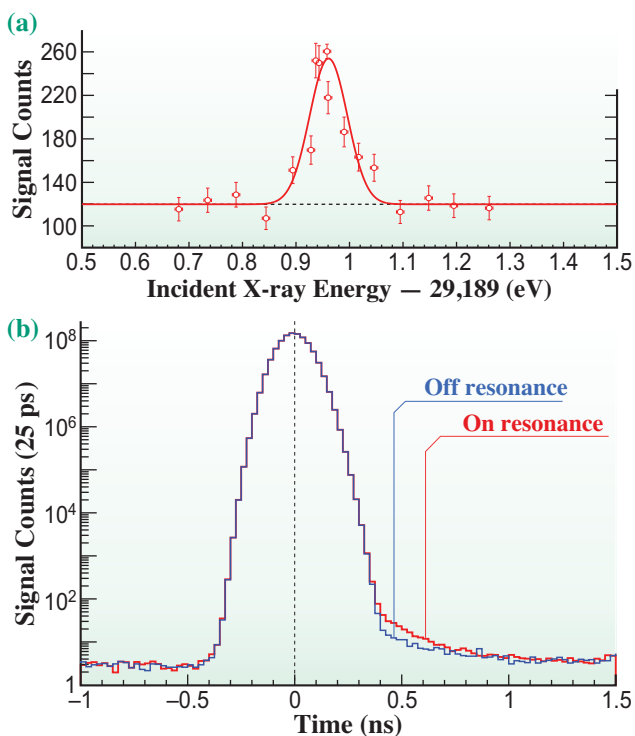 (a)
Signal Counts
260
220
180
140
100
0.5 0.6 0.7 0.8 0.9 1 1.1 1.2 1.3 1.4 1.5
Incident X-ray Energy — 29,189 (eV)
(b)
Signal Counts (25 ps)
10⁸
10⁶
10⁴
10²
1
Off resonance
On resonance
−1 −0.5 0 0.5 1 1.5
Time (ns)